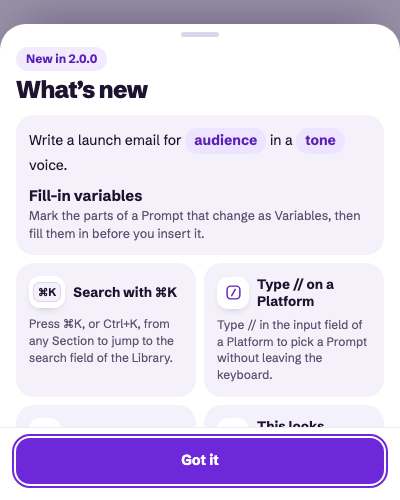 New in 2.0.0
What's new
Write a launch email for audience in a tone
voice.
Fill-in variables
Mark the parts of a Prompt that change as Variables, then
fill them in before you insert it.
⌘K
Search with ⌘K
Press ⌘K, or Ctrl+K, from
any Section to jump to the
search field of the Library.
Type // on a
Platform
Type // in the input field of
a Platform to pick a Prompt
without leaving the
keyboard.
This looks
Got it